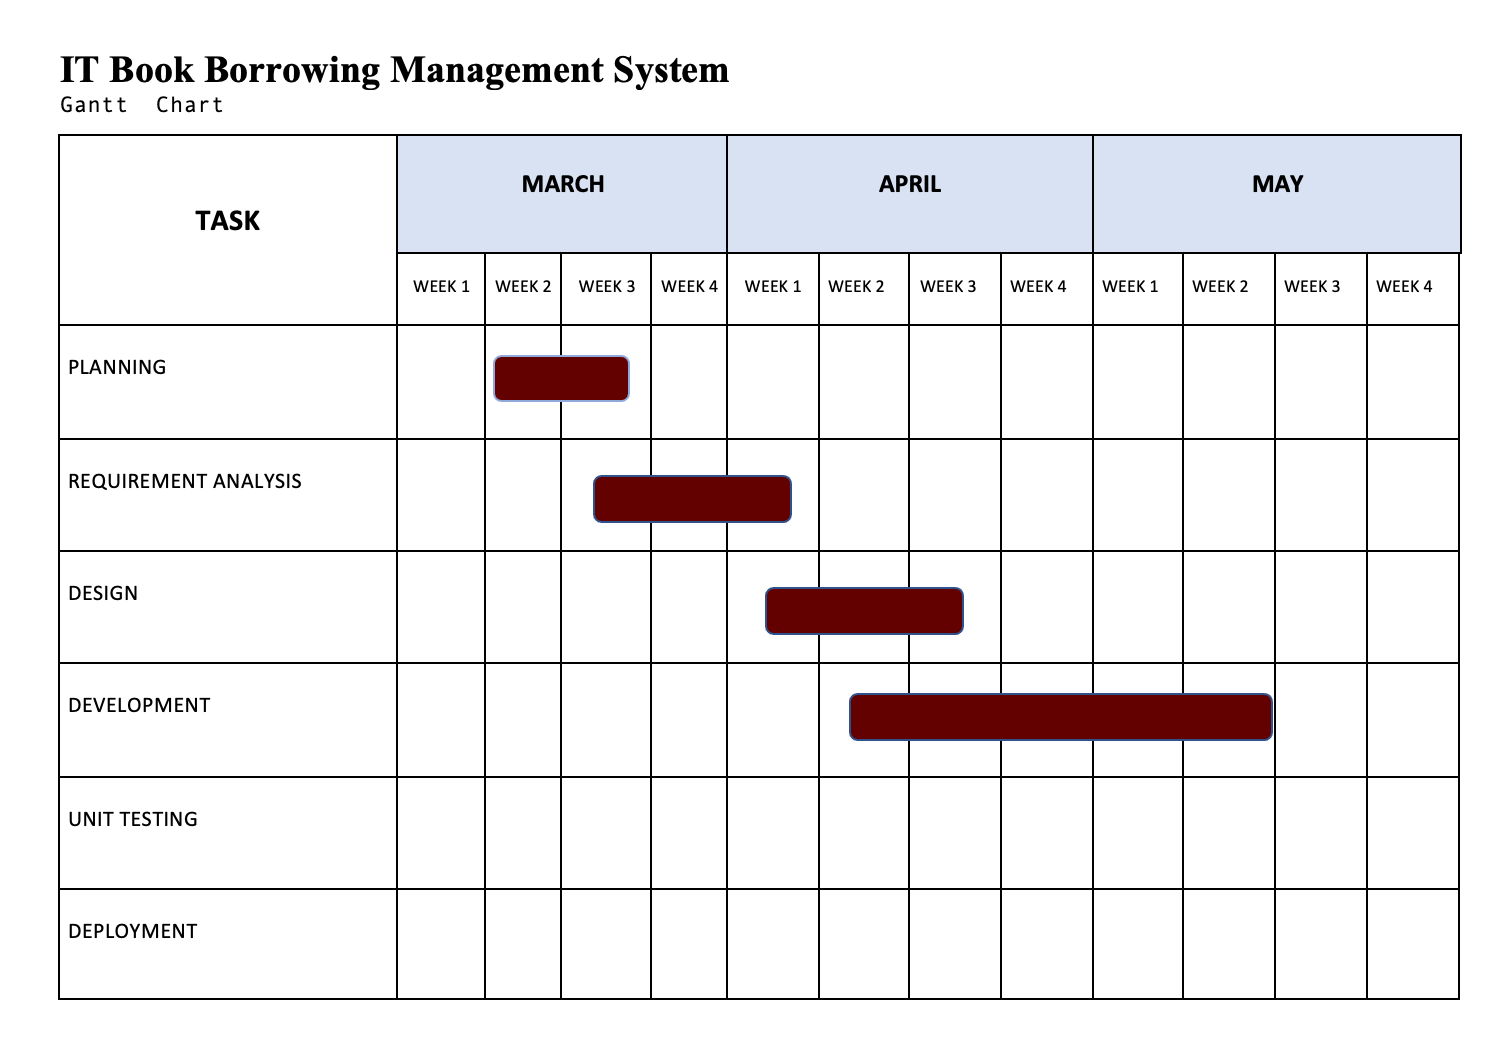 IT Book Borrowing Management System
Gantt Chart
TASK
MARCH
APRIL
MAY
WEEK 1 WEEK 2 WEEK 3 WEEK 4 WEEK 1 WEEK 2 WEEK 3 WEEK 4 WEEK 1 WEEK 2 WEEK 3 WEEK 4
PLANNING
REQUIREMENT ANALYSIS
DESIGN
DEVELOPMENT
UNIT TESTING
DEPLOYMENT